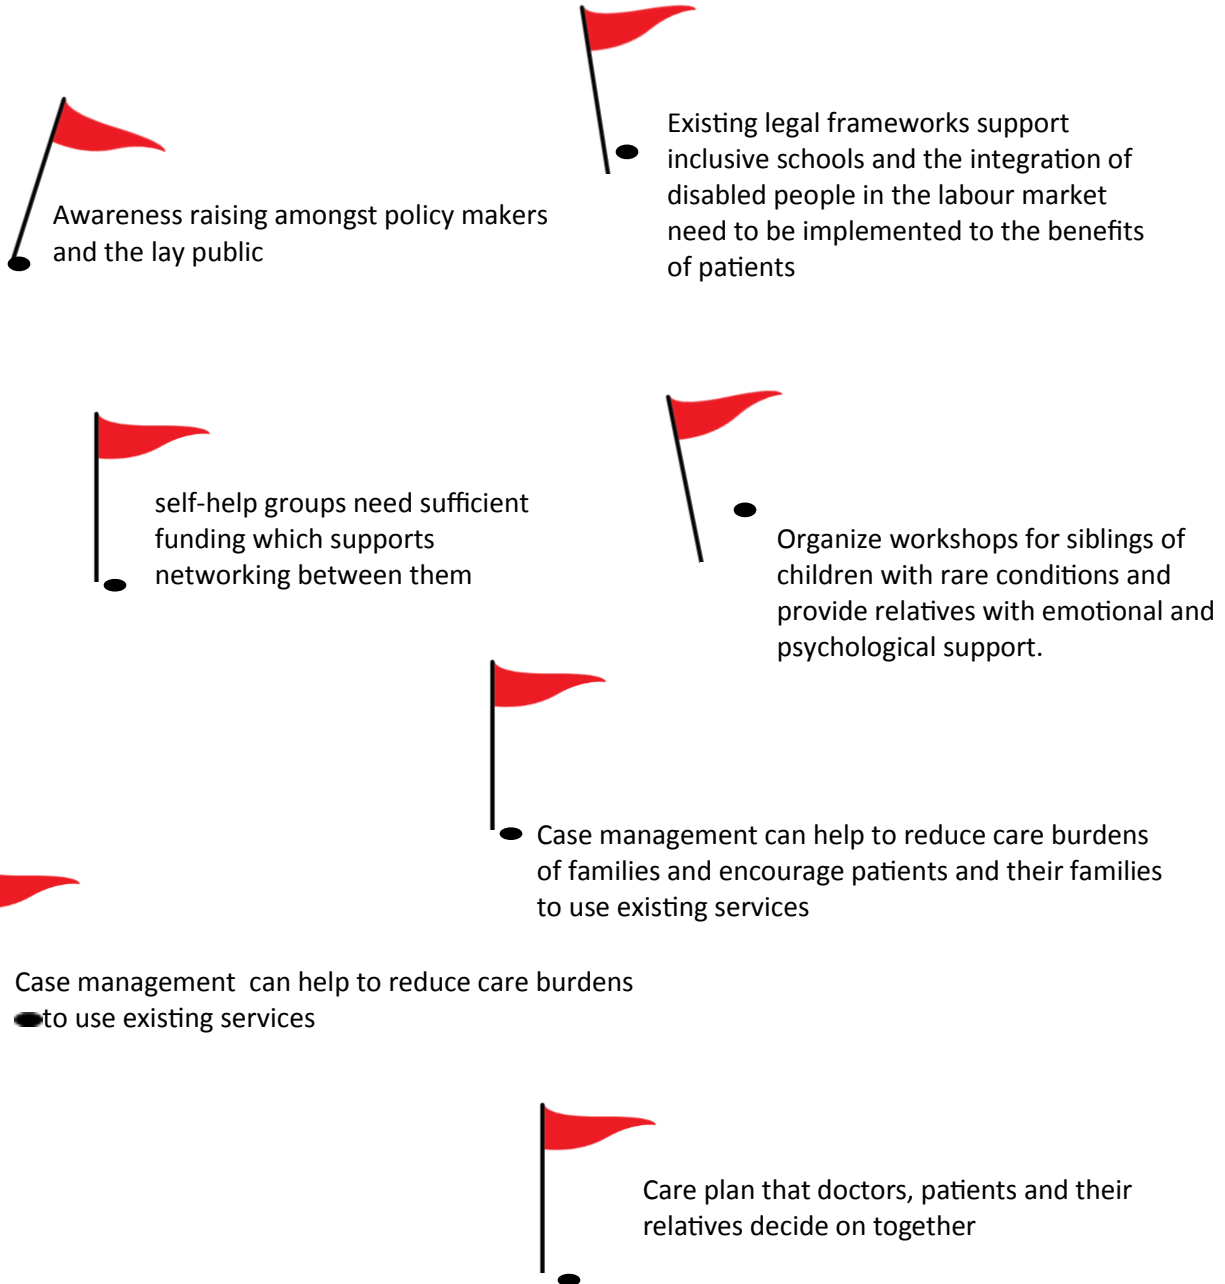 Existing legal frameworks support
inclusive schools and the integration of
disabled people in the labour market
need to be implemented to the benefits
of patients
Awareness raising amongst policy makers
and the lay public
self-help groups need sufficient
funding which supports
networking between them
Organize workshops for siblings of
children with rare conditions and
provide relatives with emotional and
psychological support.
Case management can help to reduce care burdens
of families and encourage patients and their families
to use existing services
Case management  can help to reduce care burdens
to use existing services
Care plan that doctors, patients and their
relatives decide on together